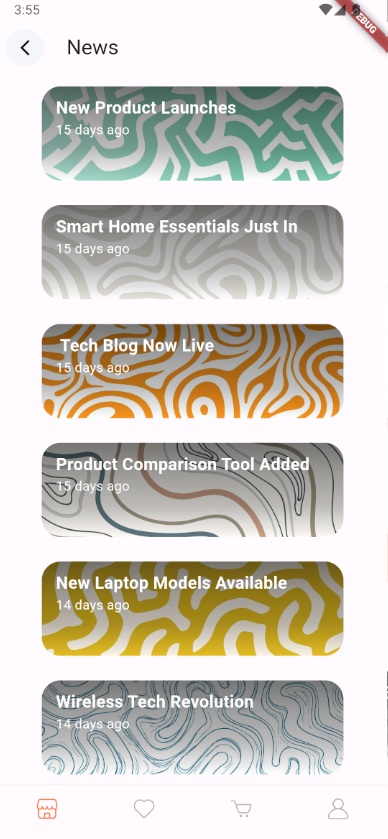 3:55
DEBUG
News
New Product Launches
15 days ago
Smart Home Essentials Just In
15 days ago
Tech Blog Now Live
15 days ago
Product Comparison Tool Added
15 days ago
New Laptop Models Available
14 days ago
Wireless Tech Revolution
14 days ago